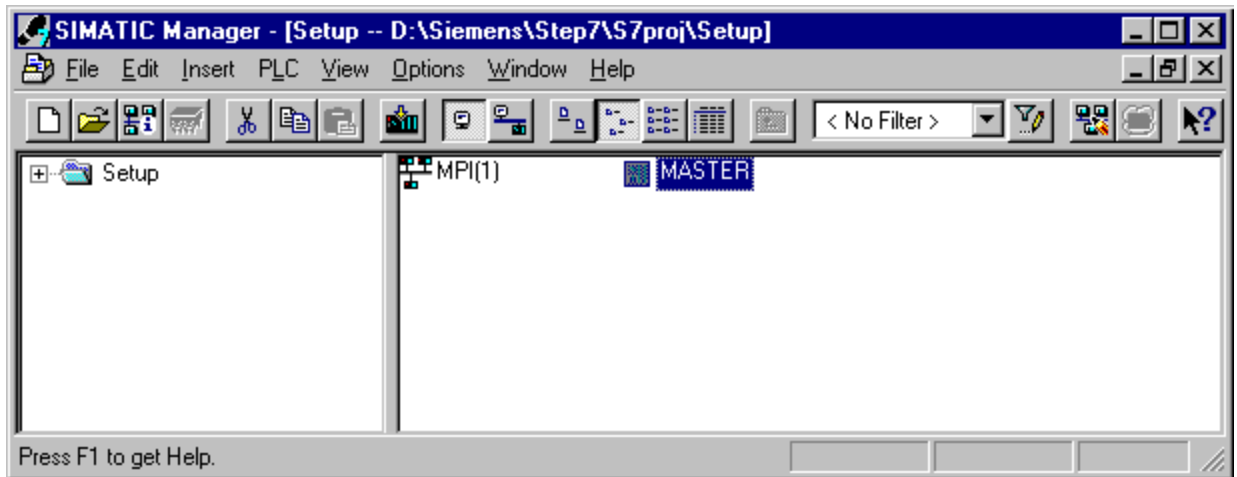 SIMATIC Manager - [Setup -- D:\Siemens\Step7\S7proj\Setup]
File Edit Insert PLC View Options Window Help
< No Filter >
Setup
MPI(1) MASTER
Press F1 to get Help.